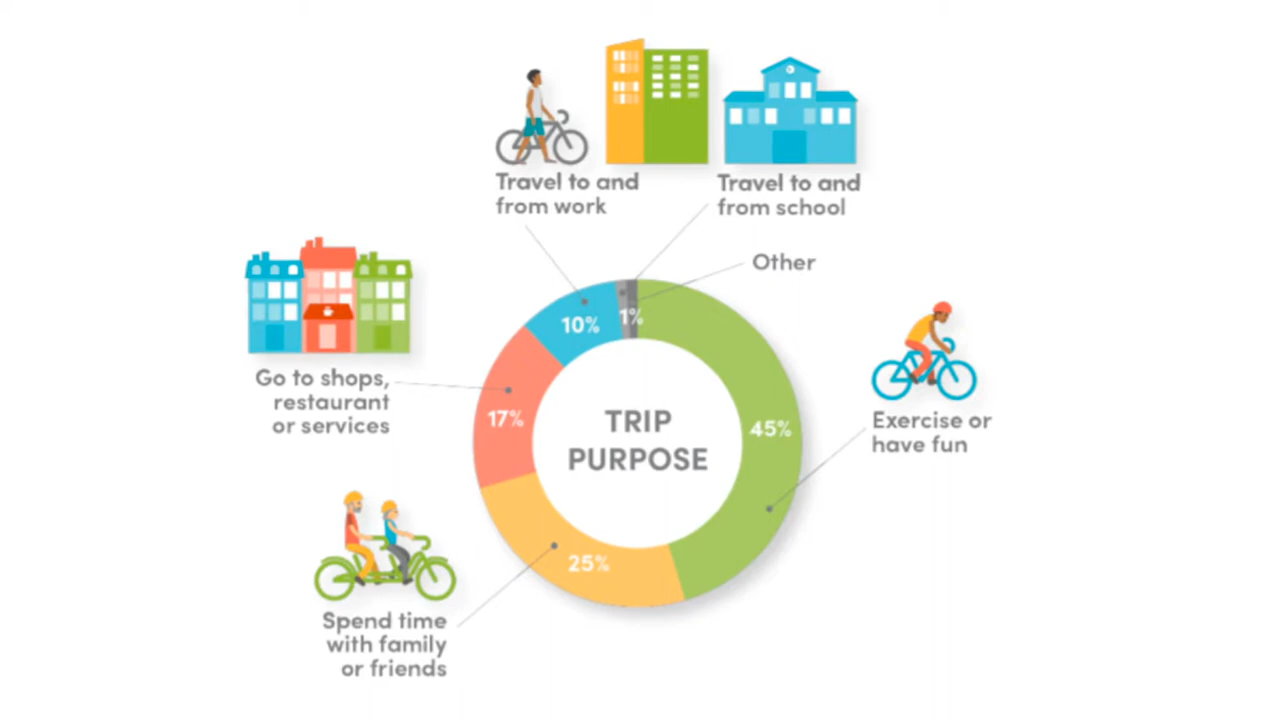 Travel to and
from work
Travel to and
from school
Other
Go to shops,
restaurant
or services
10%
1%
17%
TRIP
PURPOSE
45%
Exercise or
have fun
25%
Spend time
with family
or friends